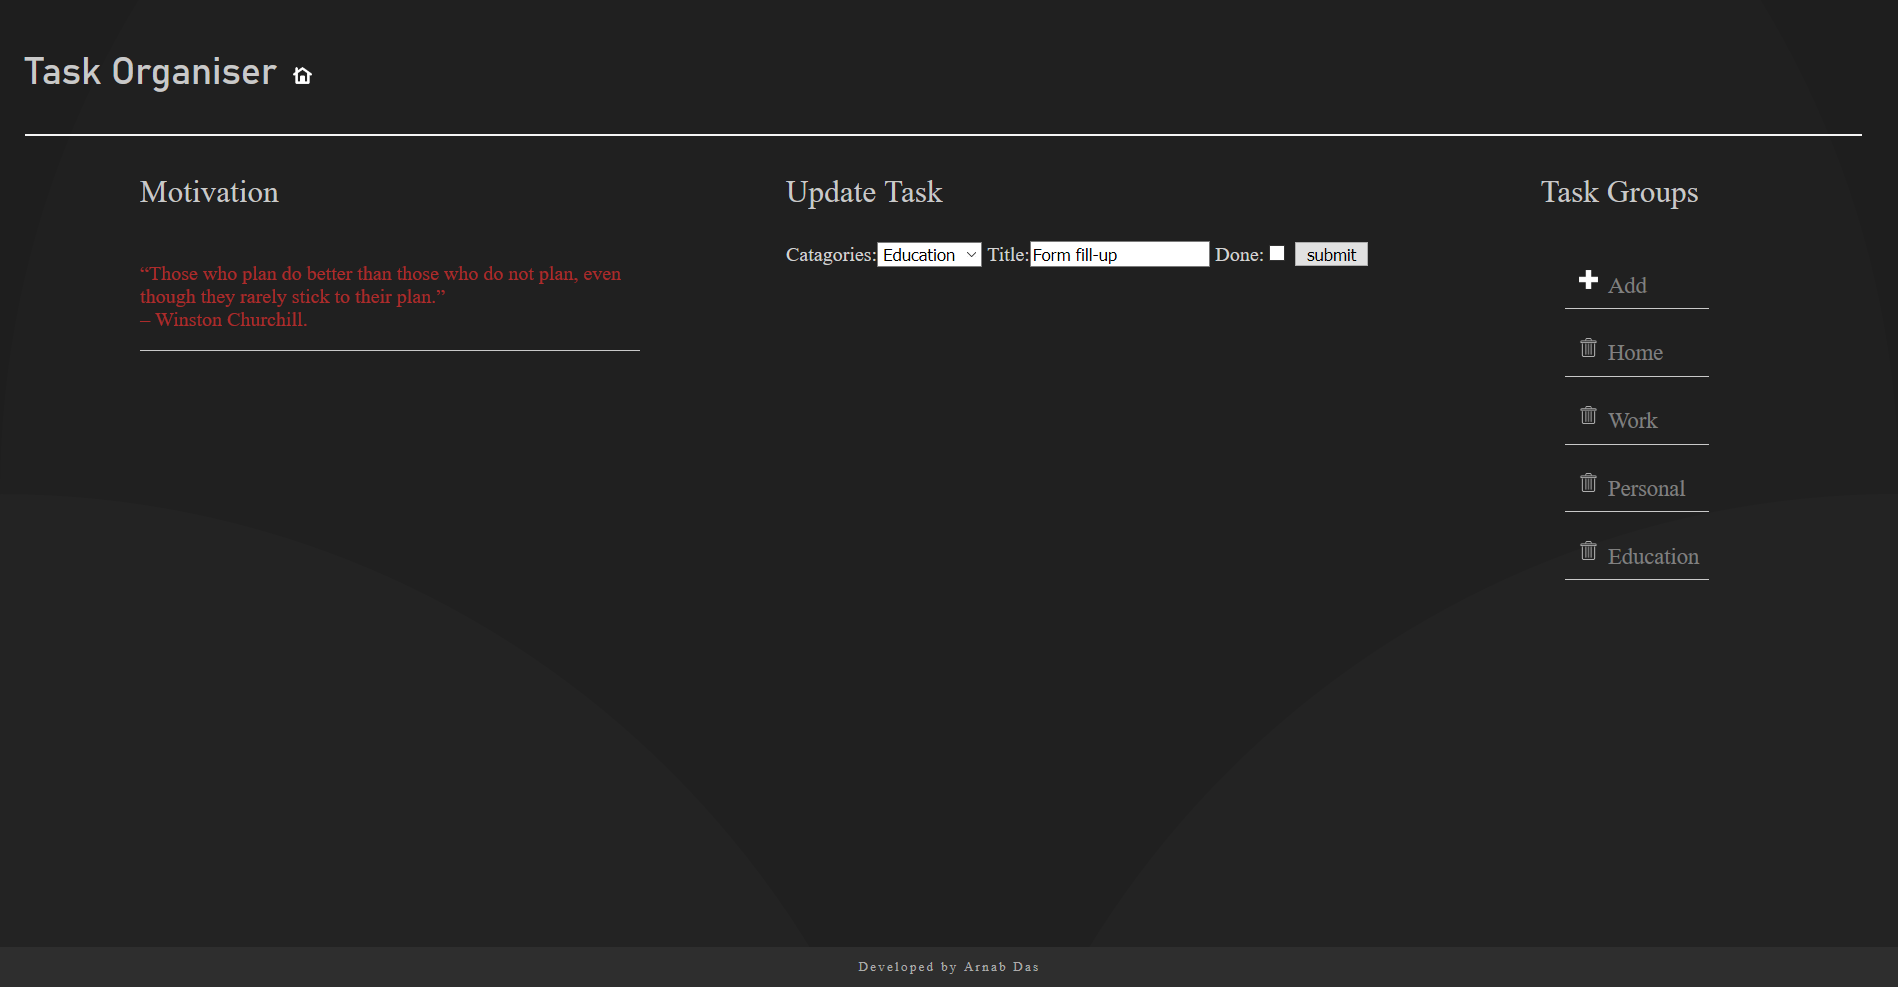 Task Organiser
Motivation
“Those who plan do better than those who do not plan, even
though they rarely stick to their plan.”
– Winston Churchill.
Update Task
Catagories: Education Title: Form fill-up Done: submit
Task Groups
Add
Home
Work
Personal
Education
Developed by Arnab Das